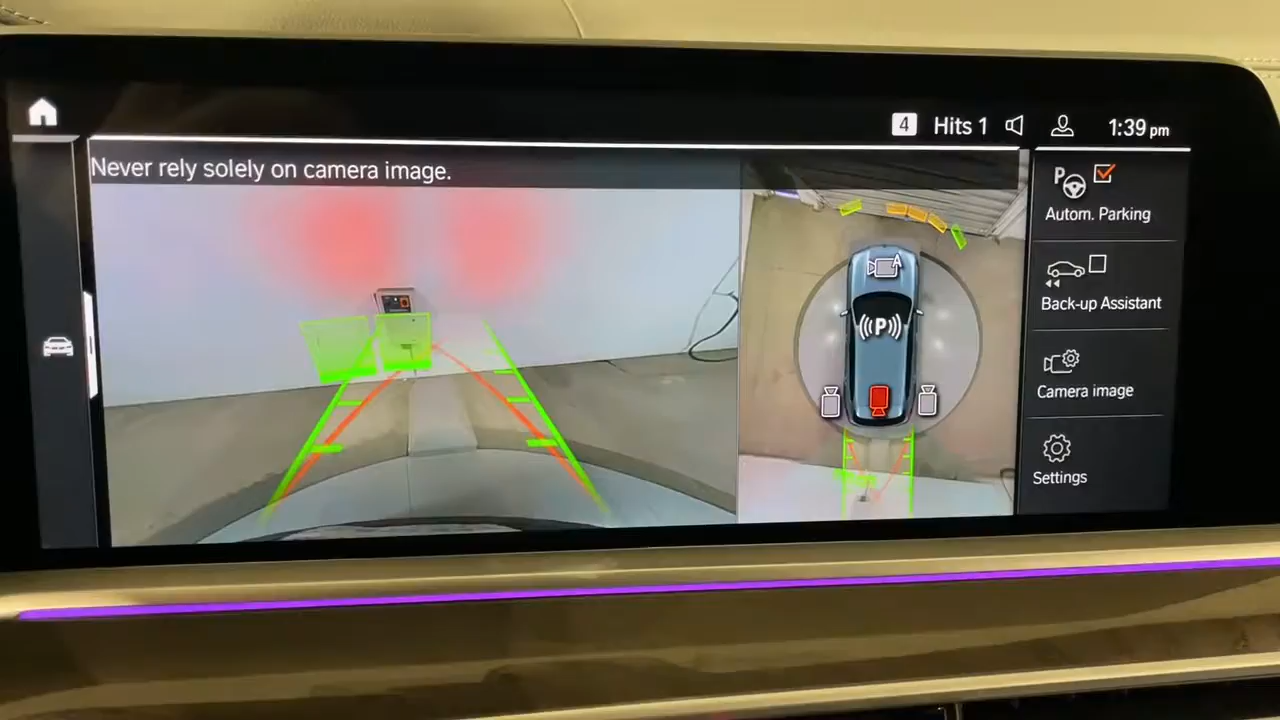 4 Hits 1 1:39 pm
Never rely solely on camera image.
P
Autom. Parking
Back-up Assistant
Camera image
Settings
A
(P)